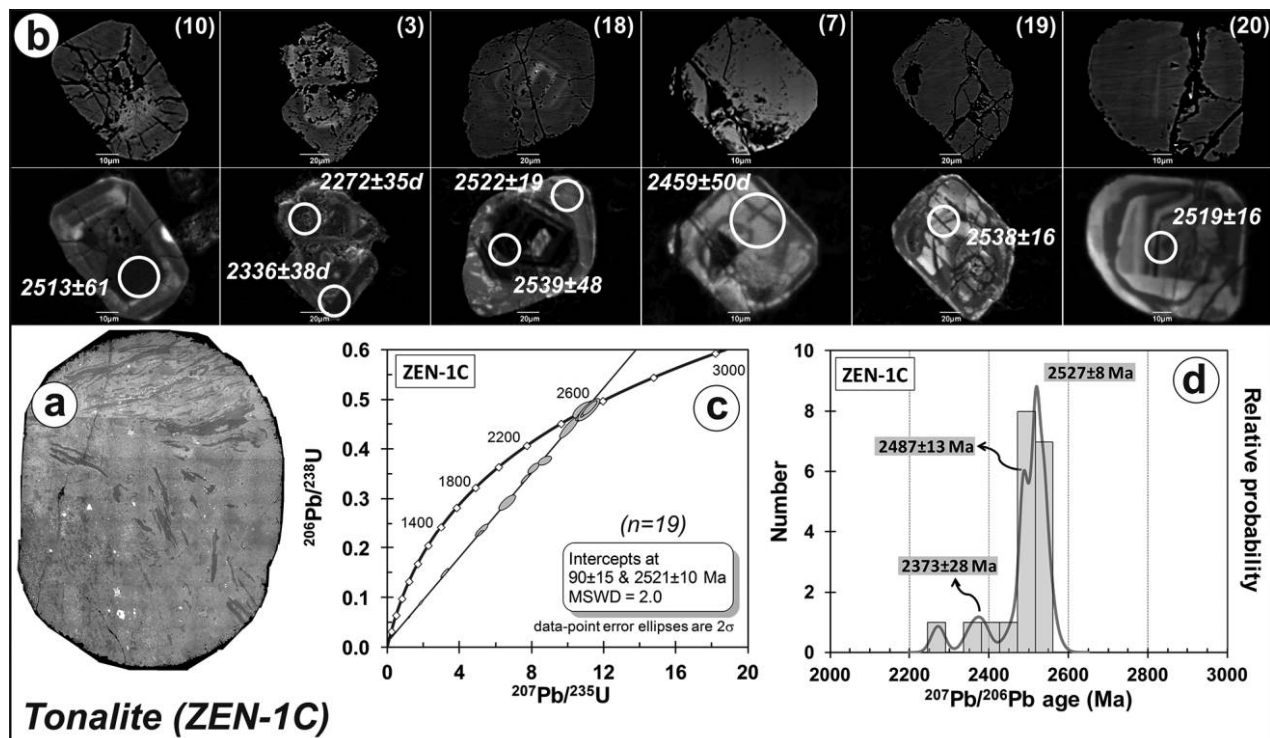 b
(10)
(3)
(18)
(7)
(19)
(20)
10µm
20µm
20µm
10µm
20µm
10µm
2513±61
2272±35d
2336±38d
2522±19
2539±48
2459±50d
2538±16
2519±16
10µm
20µm
20µm
10µm
20µm
10µm
a
Tonalite (ZEN-1C)
ZEN-1C
c
0.6
0.5
0.4
0.3
0.2
0.1
0.0
206Pb/238U
1400
1800
2200
2600
3000
(n=19)
Intercepts at
90±15 & 2521±10 Ma
MSWD = 2.0
data-point error ellipses are 2σ
0 4 8 12 16 20
207Pb/235U
ZEN-1C
d
10
8
6
4
2
0
Number
2527±8 Ma
2487±13 Ma
2373±28 Ma
Relative probability
2000 2200 2400 2600 2800 3000
207Pb/206Pb age (Ma)